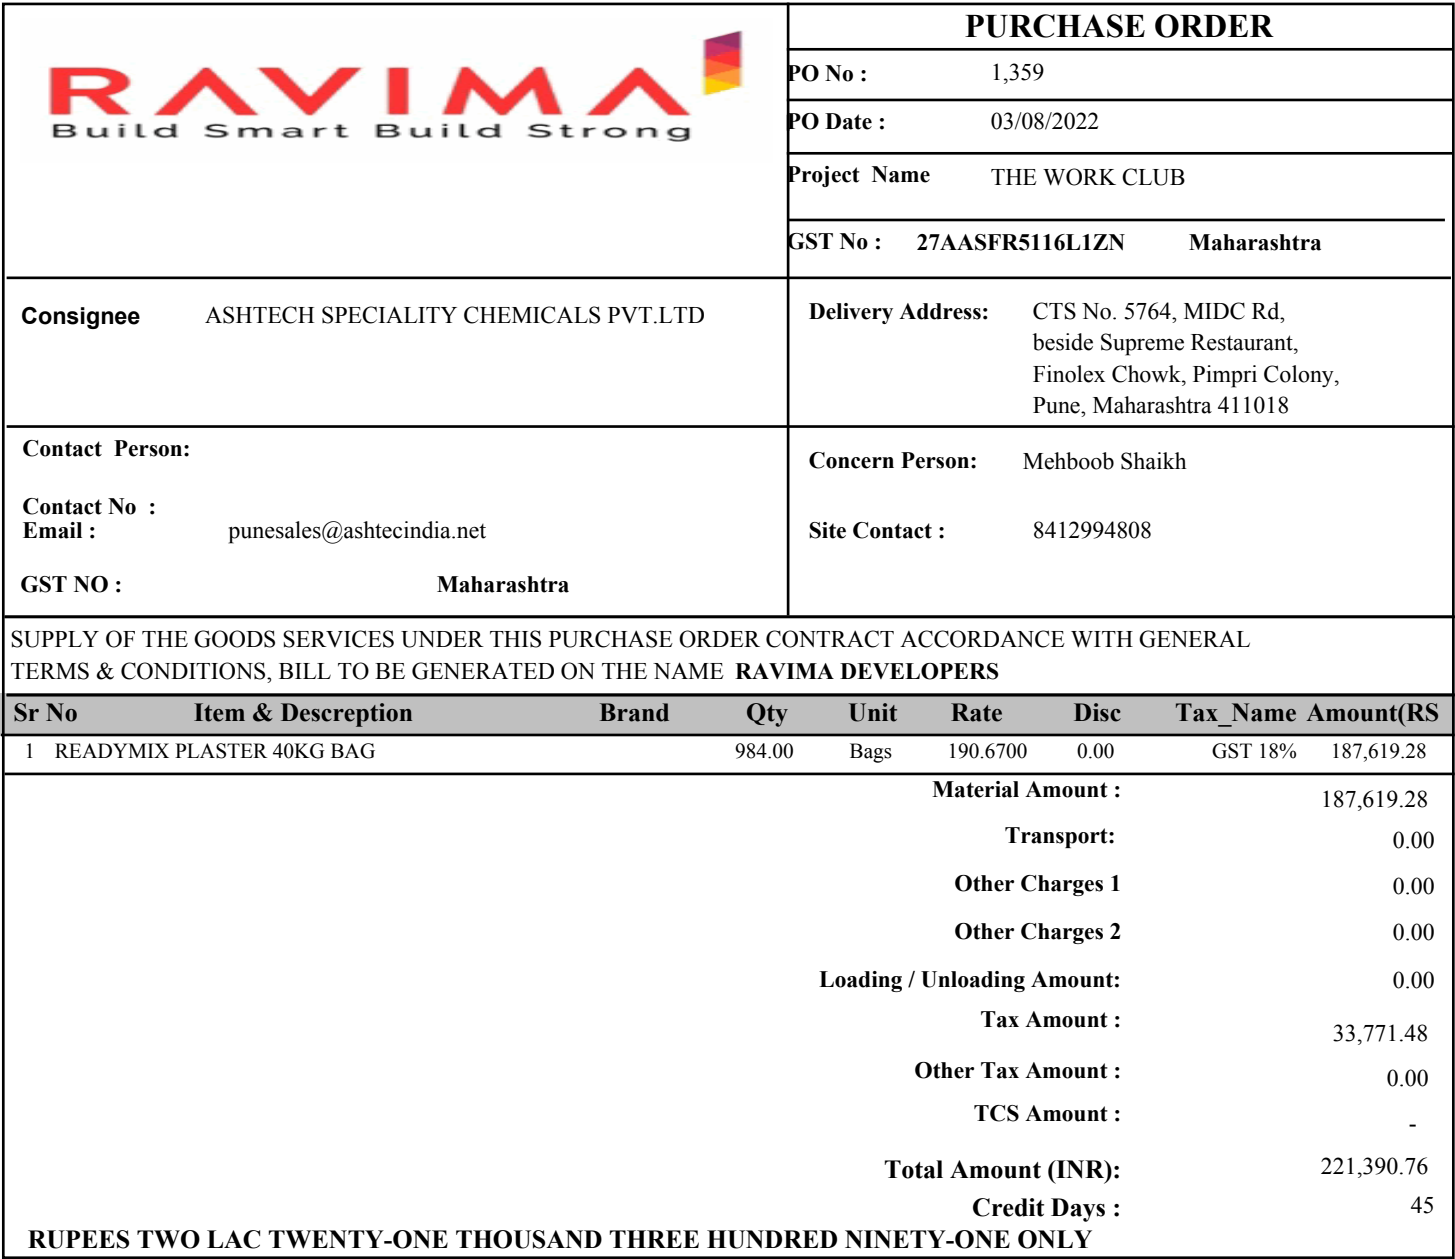 RAVIMA
Build Smart Build Strong
PURCHASE ORDER
PO No : 1,359
PO Date : 03/08/2022
Project Name THE WORK CLUB
GST No : 27AASFR5116L1ZN Maharashtra
Consignee ASHTECH SPECIALITY CHEMICALS PVT.LTD
Delivery Address: CTS No. 5764, MIDC Rd,
beside Supreme Restaurant,
Finolex Chowk, Pimpri Colony,
Pune, Maharashtra 411018
Contact Person:
Contact No :
Email : punesales@ashtecindia.net
GST NO : Maharashtra
Concern Person: Mehboob Shaikh
Site Contact : 8412994808
SUPPLY OF THE GOODS SERVICES UNDER THIS PURCHASE ORDER CONTRACT ACCORDANCE WITH GENERAL
TERMS & CONDITIONS, BILL TO BE GENERATED ON THE NAME RAVIMA DEVELOPERS
Sr No Item & Descreption Brand Qty Unit Rate Disc Tax_Name Amount(RS
1 READYMIX PLASTER 40KG BAG 984.00 Bags 190.6700 0.00 GST 18% 187,619.28
Material Amount : 187,619.28
Transport: 0.00
Other Charges 1 0.00
Other Charges 2 0.00
Loading / Unloading Amount: 0.00
Tax Amount : 33,771.48
Other Tax Amount : 0.00
TCS Amount : -
Total Amount (INR): 221,390.76
Credit Days : 45
RUPEES TWO LAC TWENTY-ONE THOUSAND THREE HUNDRED NINETY-ONE ONLY